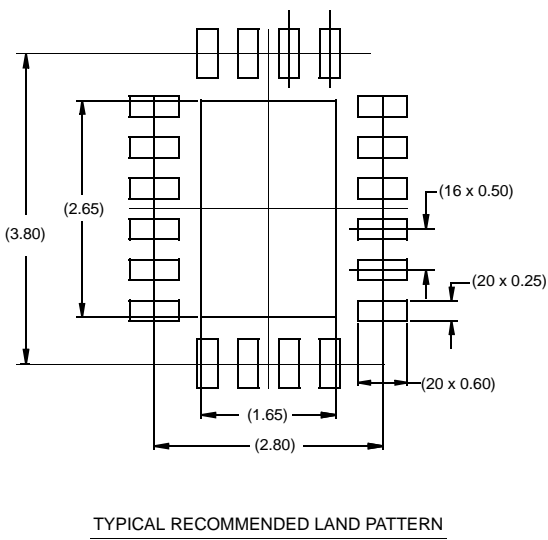 (16 x 0.50)
(2.65)
(3.80)
(20 x 0.25)
(20 x 0.60)
(1.65)
(2.80)
TYPICAL RECOMMENDED LAND PATTERN